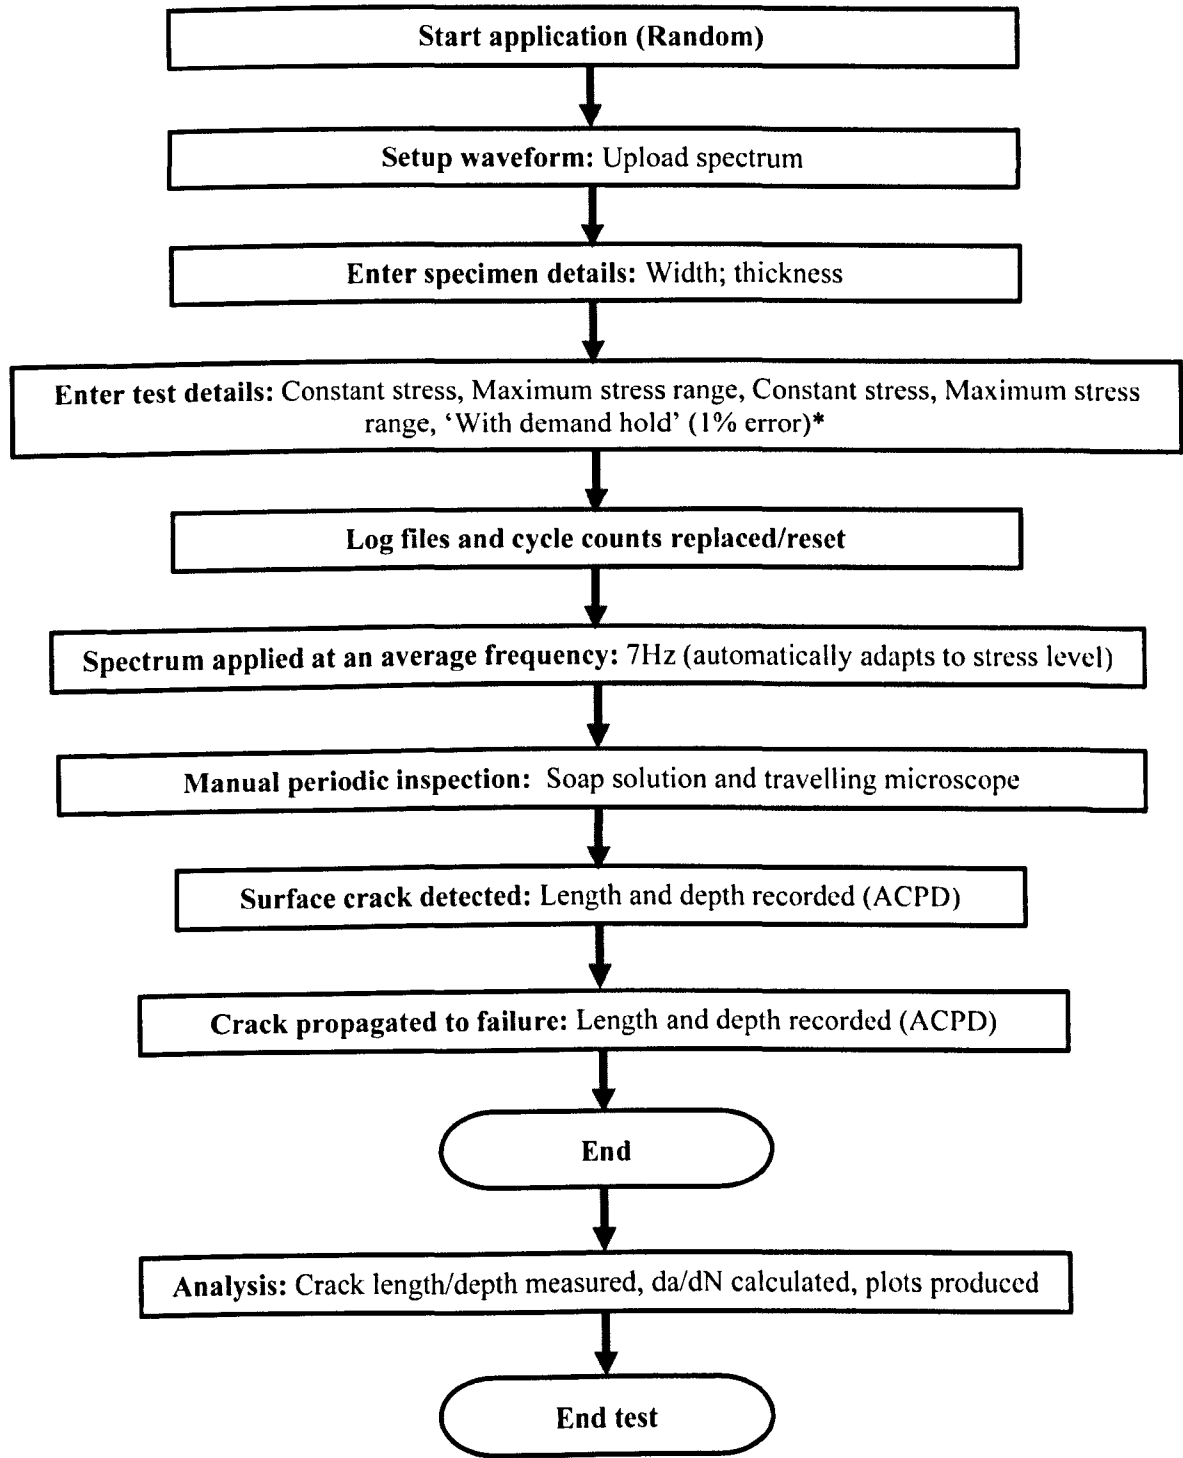 Start application (Random)
Setup waveform: Upload spectrum
Enter specimen details: Width; thickness
Enter test details: Constant stress, Maximum stress range, Constant stress, Maximum stress
range, ‘With demand hold’ (1% error)*
Log files and cycle counts replaced/reset
Spectrum applied at an average frequency: 7Hz (automatically adapts to stress level)
Manual periodic inspection: Soap solution and travelling microscope
Surface crack detected: Length and depth recorded (ACPD)
Crack propagated to failure: Length and depth recorded (ACPD)
End
Analysis: Crack length/depth measured, da/dN calculated, plots produced
End test